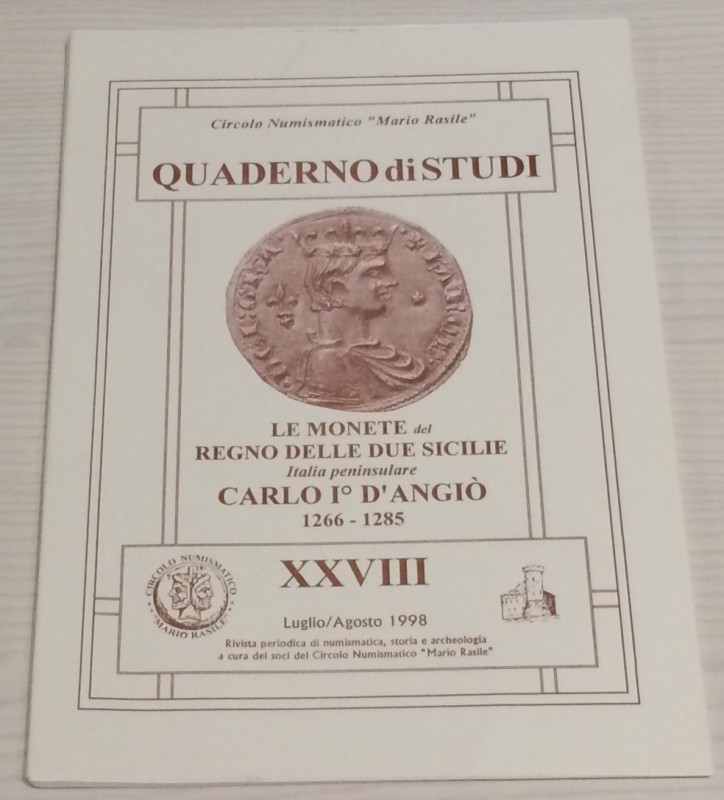 Circolo Numismatico "Mario Rasile"
QUADERNO di STUDI
LE MONETE del
REGNO DELLE DUE SICILIE
Italia peninsulare
CARLO I° D'ANGIÒ
1266 - 1285
XXVIII
CIRCOLO NUMISMATICO
"MARIO RASILE"
Luglio/Agosto 1998
Rivista periodica di numismatica, storia e archeologia
a cura dei soci del Circolo Numismatico "Mario Rasile"